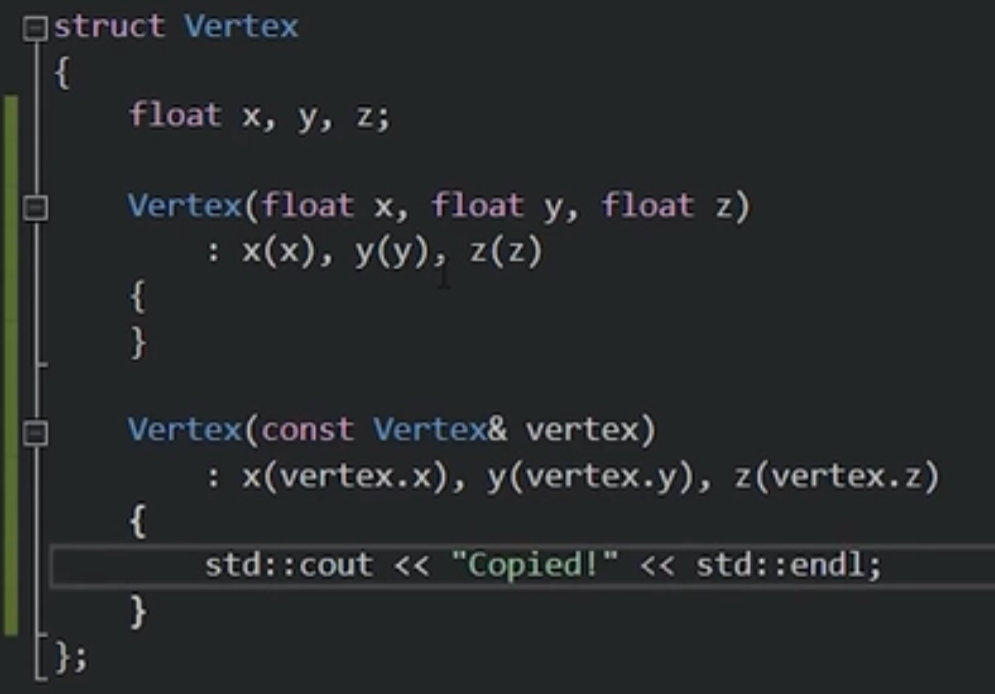 struct Vertex
{
    float x, y, z;

    Vertex(float x, float y, float z)
        : x(x), y(y), z(z)
    {
    }

    Vertex(const Vertex& vertex)
        : x(vertex.x), y(vertex.y), z(vertex.z)
    {
        std::cout << "Copied!" << std::endl;
    }
};